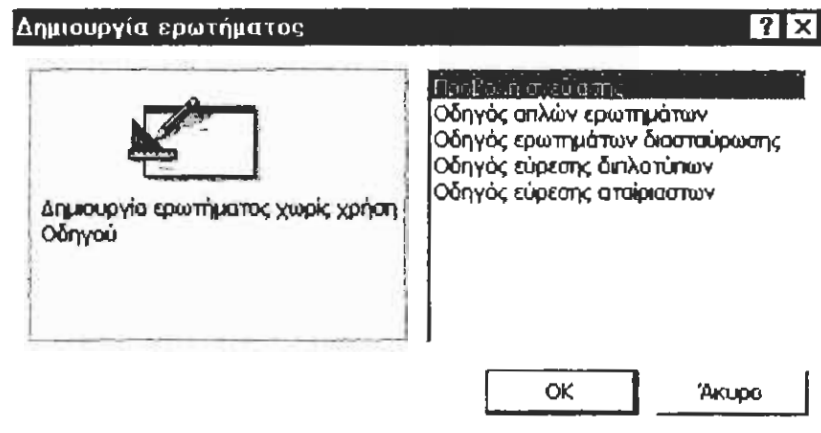 Δημιουργία ερωτήματος
Δημιουργία ερωτήματος χωρίς χρήση
Οδηγού
Προβολή σχεδίασης
Οδηγός απλών ερωτημάτων
Οδηγός ερωτημάτων διασταύρωσης
Οδηγός εύρεσης διπλοτύπων
Οδηγός εύρεσης αταίριαστων
OK
Άκυρο